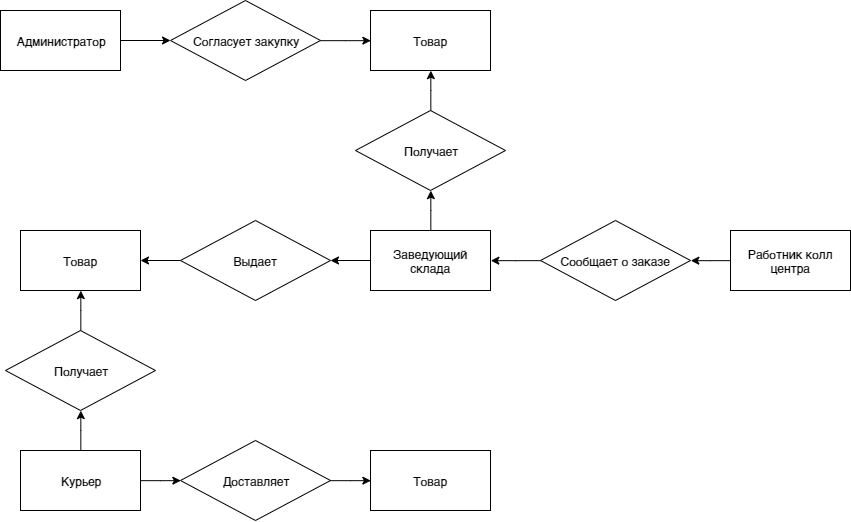 Администратор
Согласует закупку
Товар
Получает
Товар
Выдает
Заведующий
склада
Сообщает о заказе
Работник колл
центра
Получает
Курьер
Доставляет
Товар